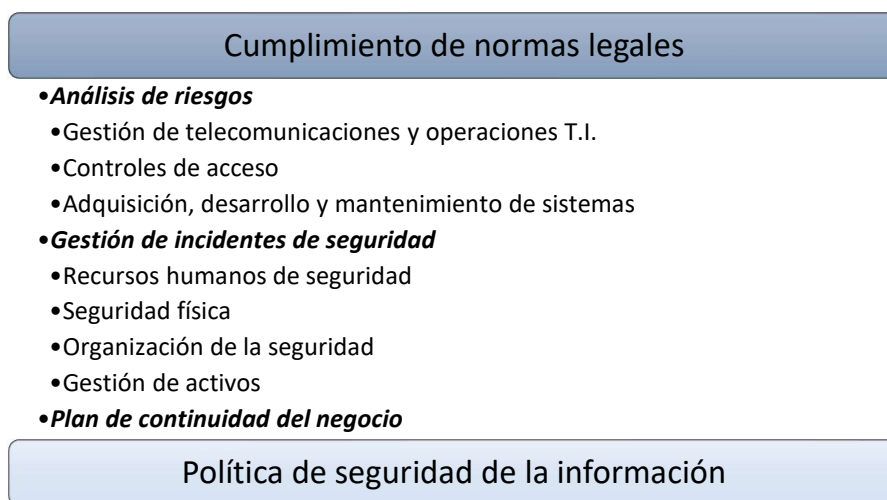 Cumplimiento de normas legales
•Análisis de riesgos
•Gestión de telecomunicaciones y operaciones T.I.
•Controles de acceso
•Adquisición, desarrollo y mantenimiento de sistemas
•Gestión de incidentes de seguridad
•Recursos humanos de seguridad
•Seguridad física
•Organización de la seguridad
•Gestión de activos
•Plan de continuidad del negocio
Política de seguridad de la información